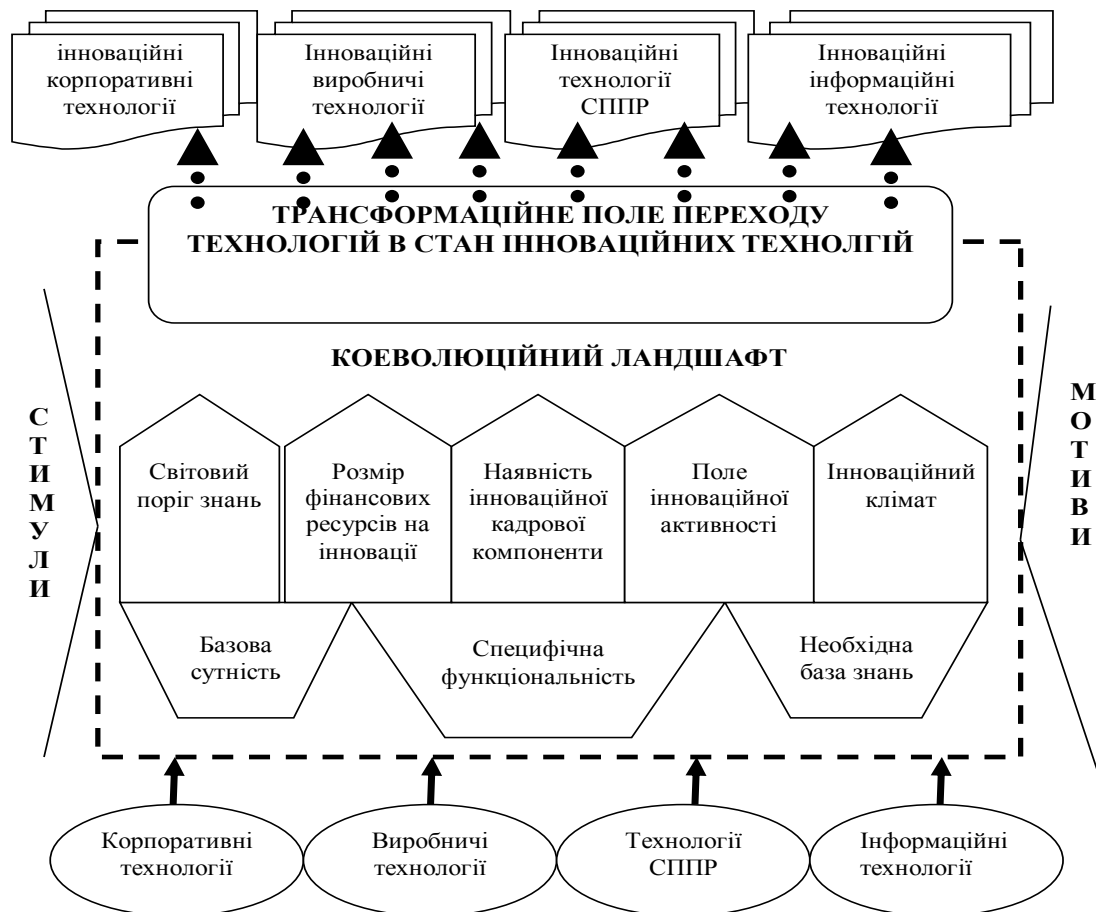 інноваційні
корпоративні
технології
Інноваційні
виробничі
технології
Інноваційні
технології
СППР
Інноваційні
інформаційні
технології
ТРАНСФОРМАЦІЙНЕ ПОЛЕ ПЕРЕХОДУ
ТЕХНОЛОГІЙ В СТАН ІННОВАЦІЙНИХ ТЕХНОЛГІЙ
КОЕВОЛЮЦІЙНИЙ ЛАНДШАФТ
С
Т
И
М
У
Л
И
Світовий
поріг знань
Розмір
фінансових
ресурсів на
інновації
Наявність
інноваційної
кадрової
компоненти
Поле
інноваційної
активності
Інноваційний
клімат
М
О
Т
И
В
И
Базова
сутність
Специфічна
функціональність
Необхідна
база знань
Корпоративні
технології
Виробничі
технології
Технології
СППР
Інформаційні
технології